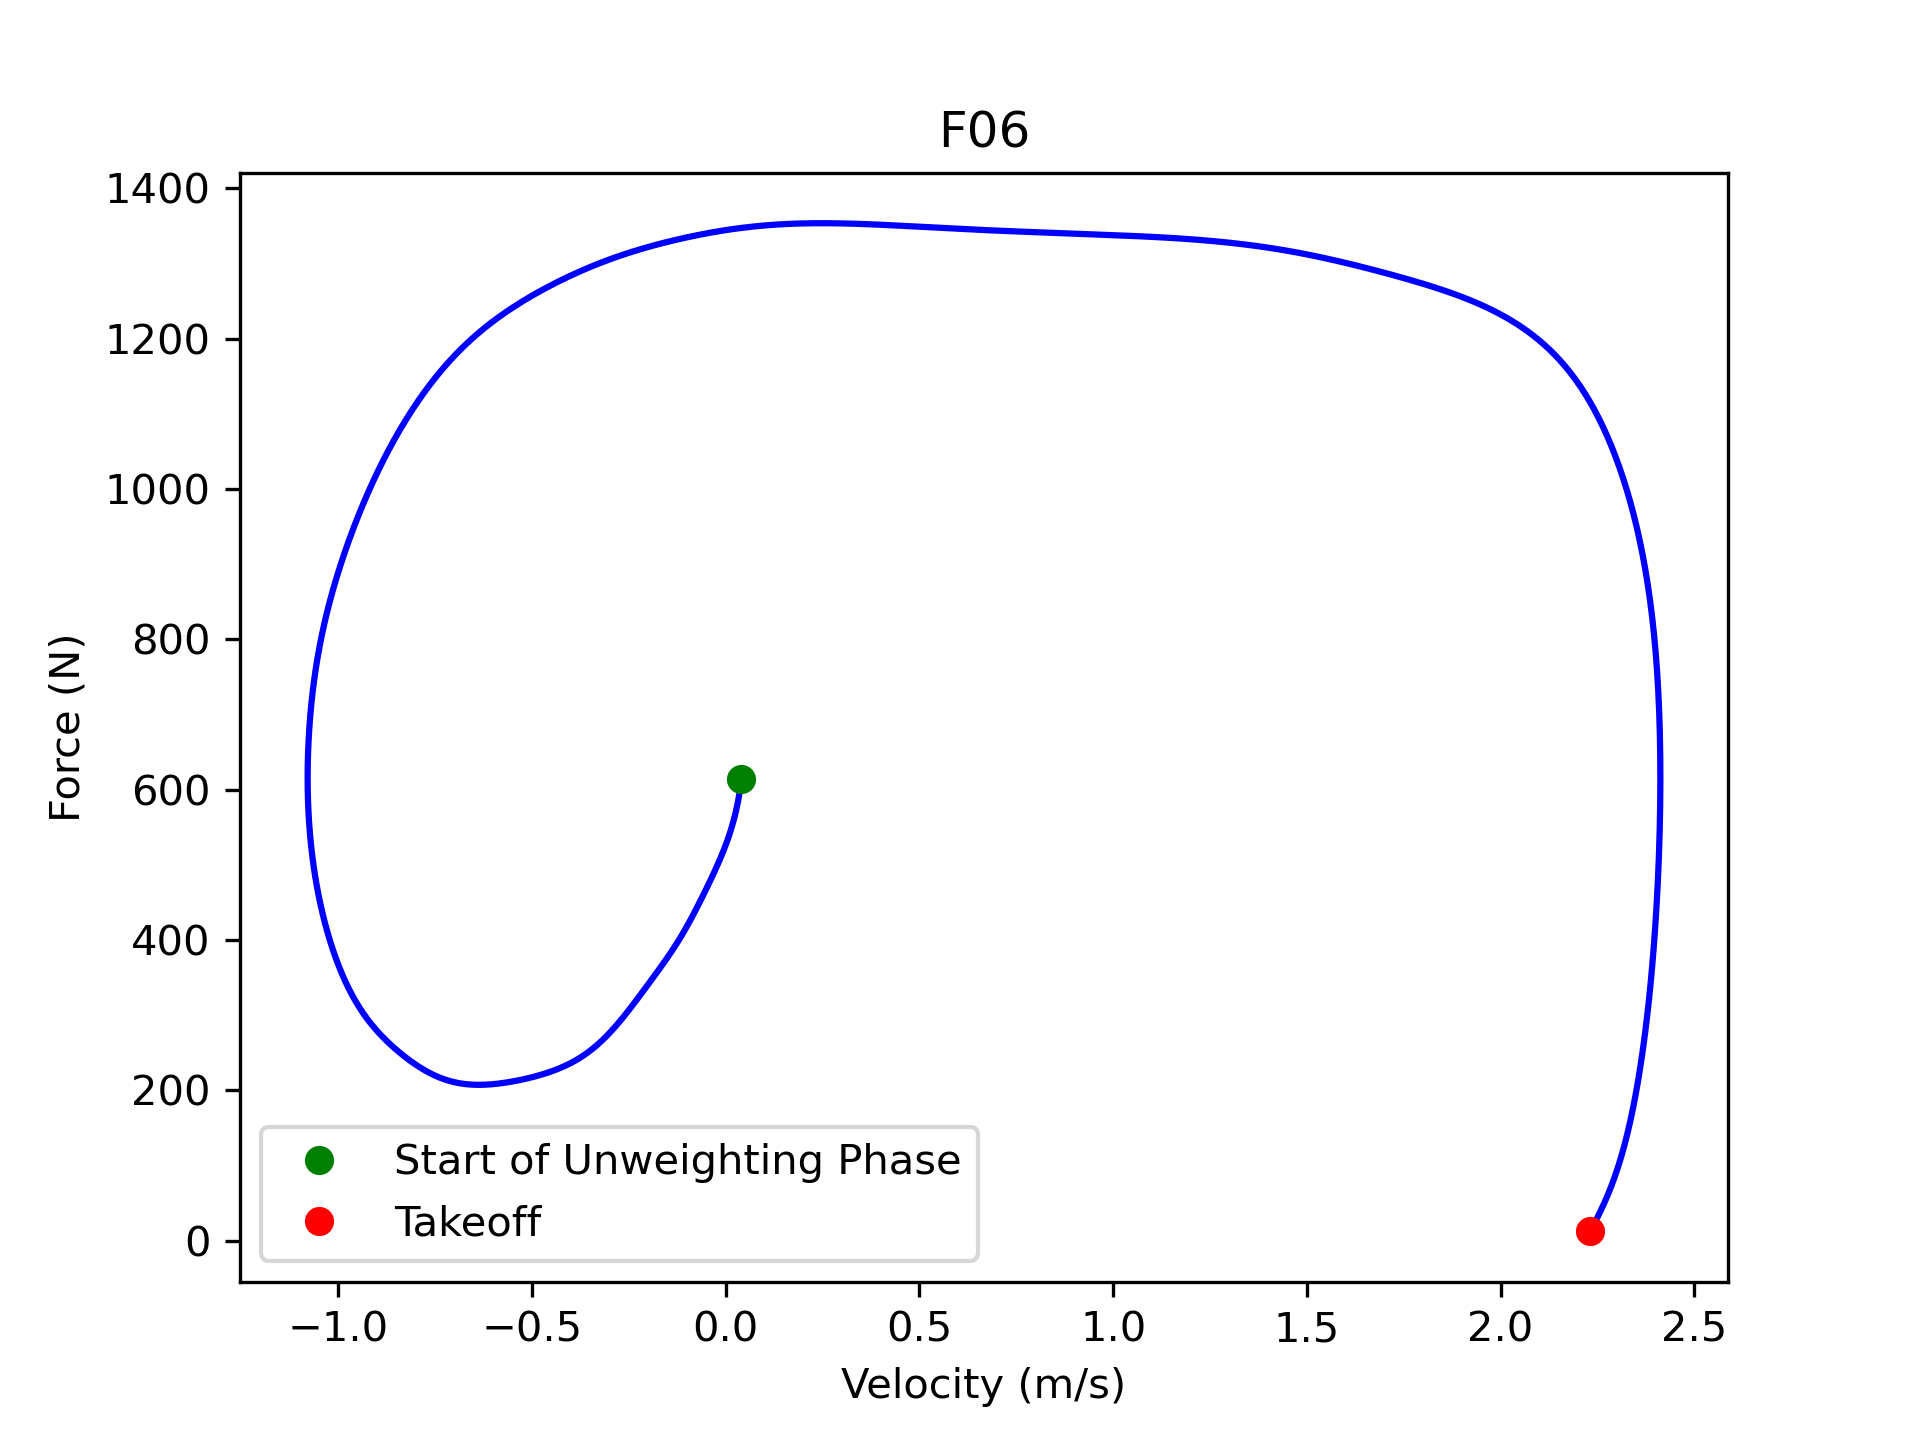 F06
1400
1200
1000
800
600
400
200
0
Force (N)
Start of Unweighting Phase
Takeoff
−1.0 −0.5 0.0 0.5 1.0 1.5 2.0 2.5
Velocity (m/s)